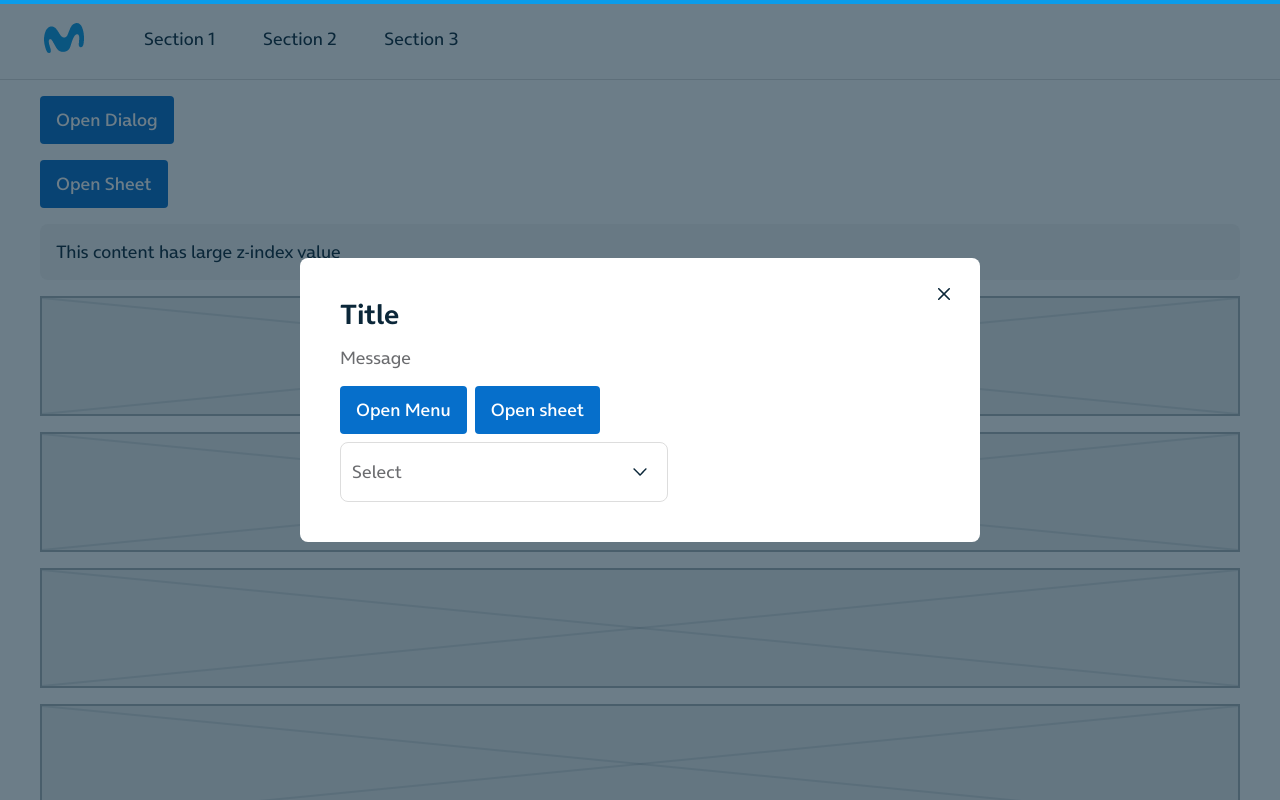 Section 1 Section 2 Section 3
Open Dialog
Open Sheet
This content has large z-index value
Title
Message
Open Menu Open sheet
Select